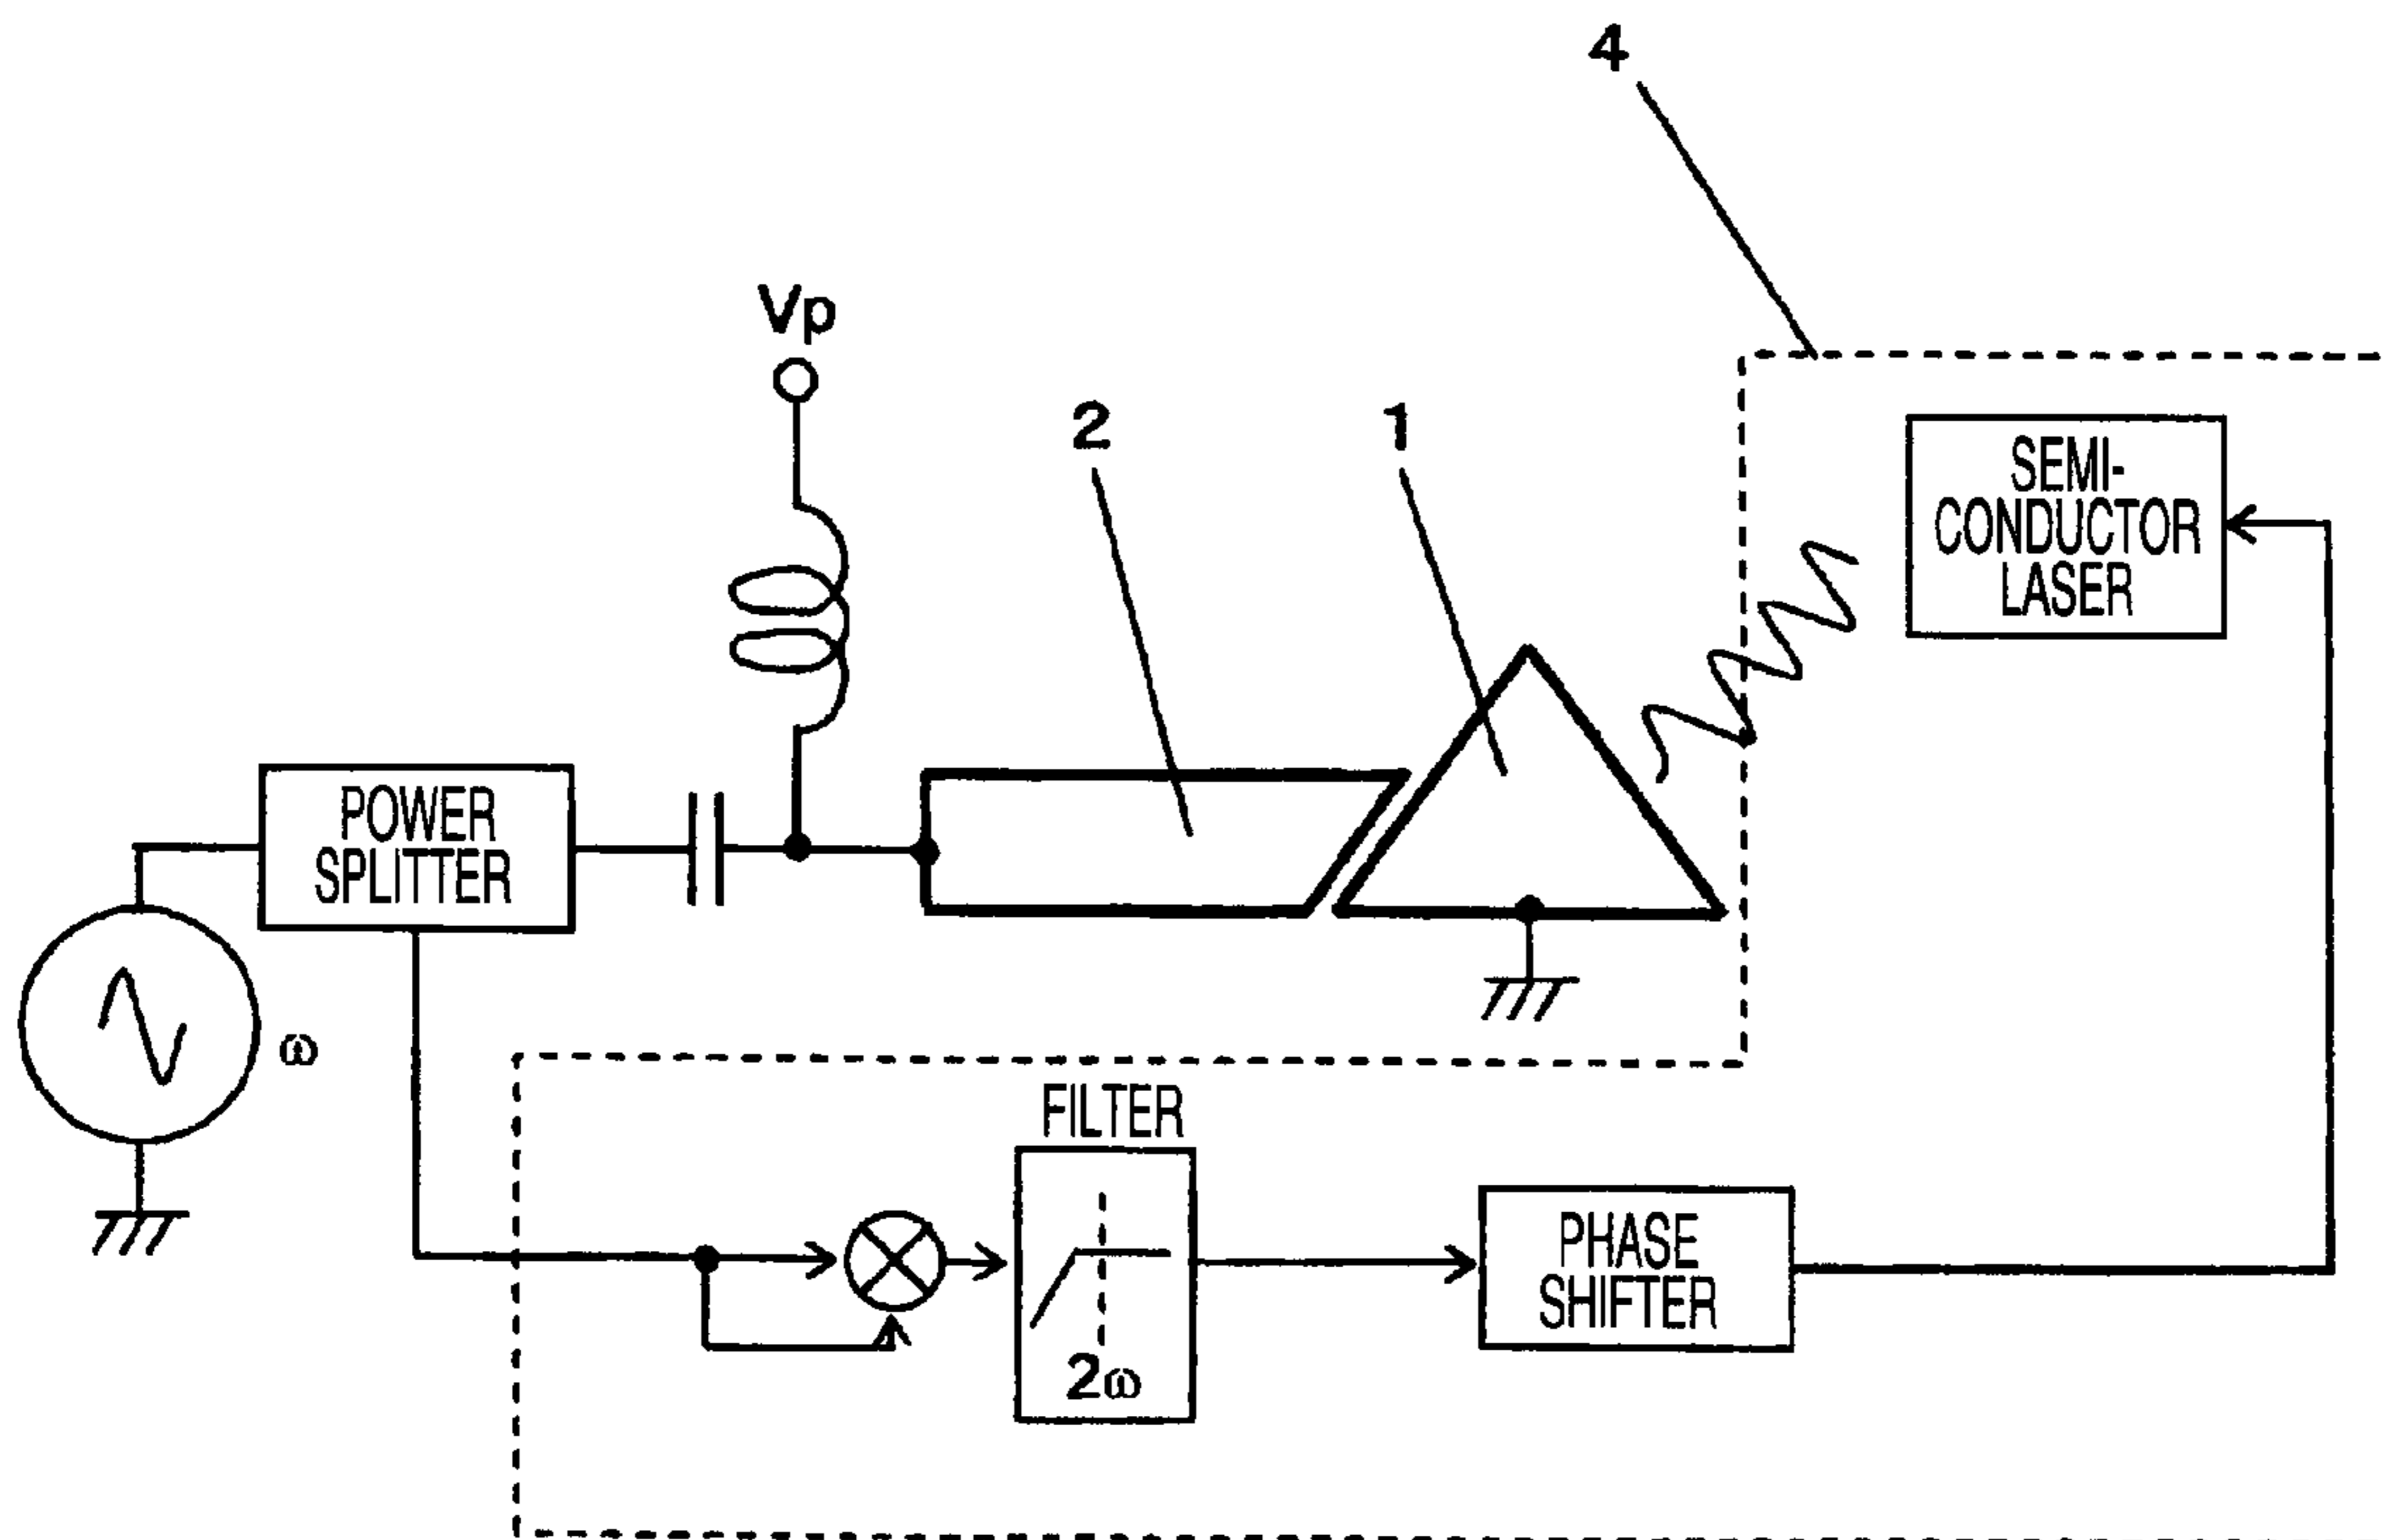 4
Vp
2
1
SEMI-
CONDUCTOR
LASER
POWER
SPLITTER
ω
FILTER
2ω
PHASE
SHIFTER